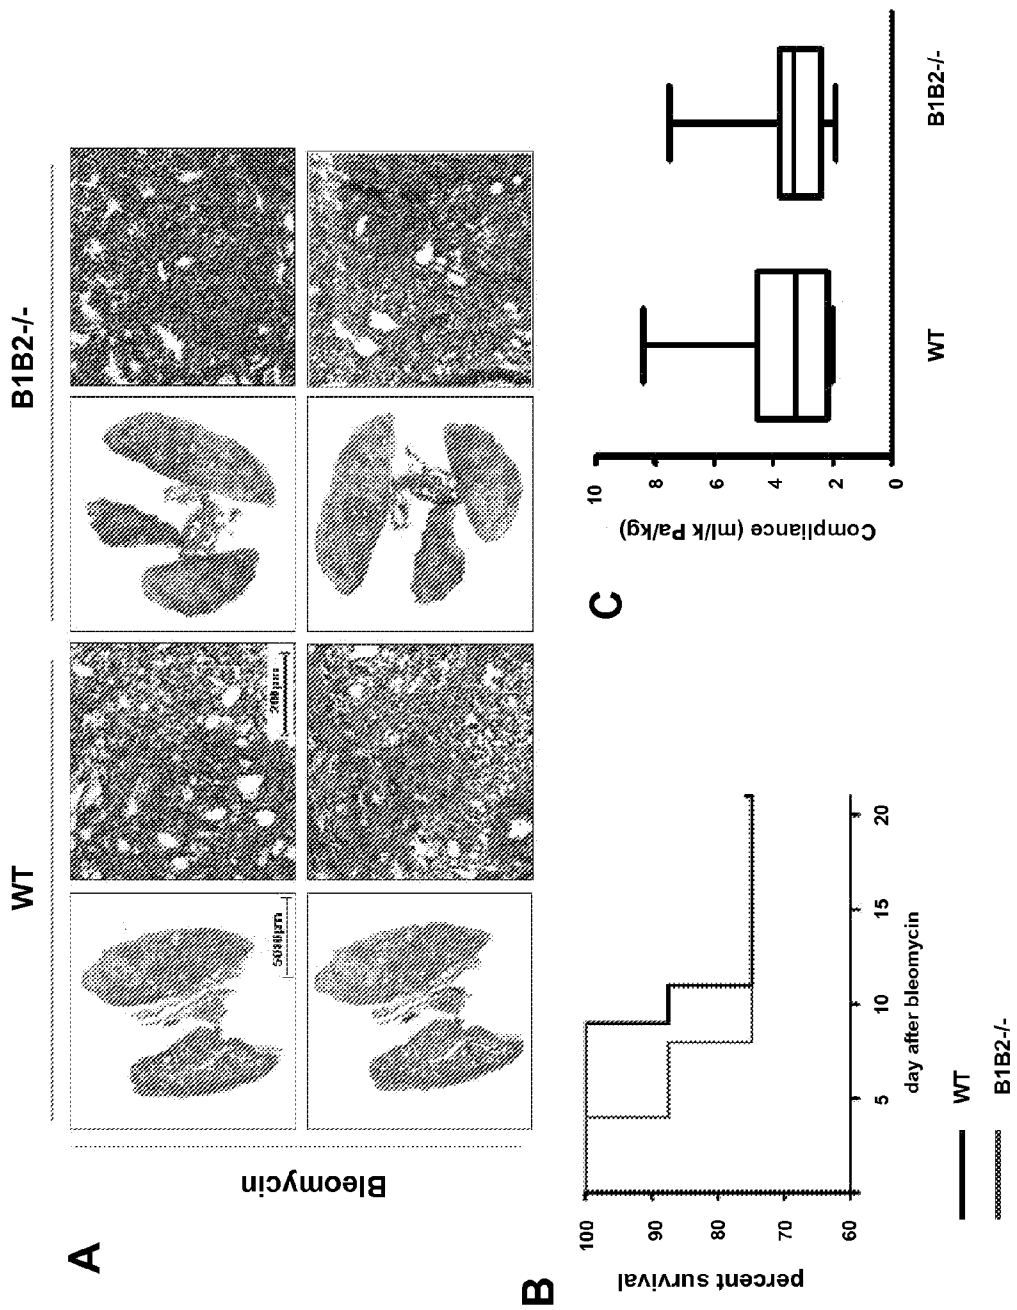 A
WT
B1B2-/-
Bleomycin
5000µm
200µm
B
percent survival
100
90
80
70
60
5
10
15
20
day after bleomycin
WT
B1B2-/-
C
Compliance (ml/k Pa/kg)
10
8
6
4
2
0
WT
B1B2-/-